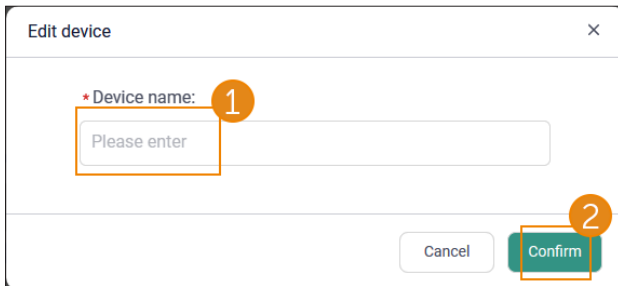 Edit device ×
* Device name: 1
Please enter
2
Cancel Confirm